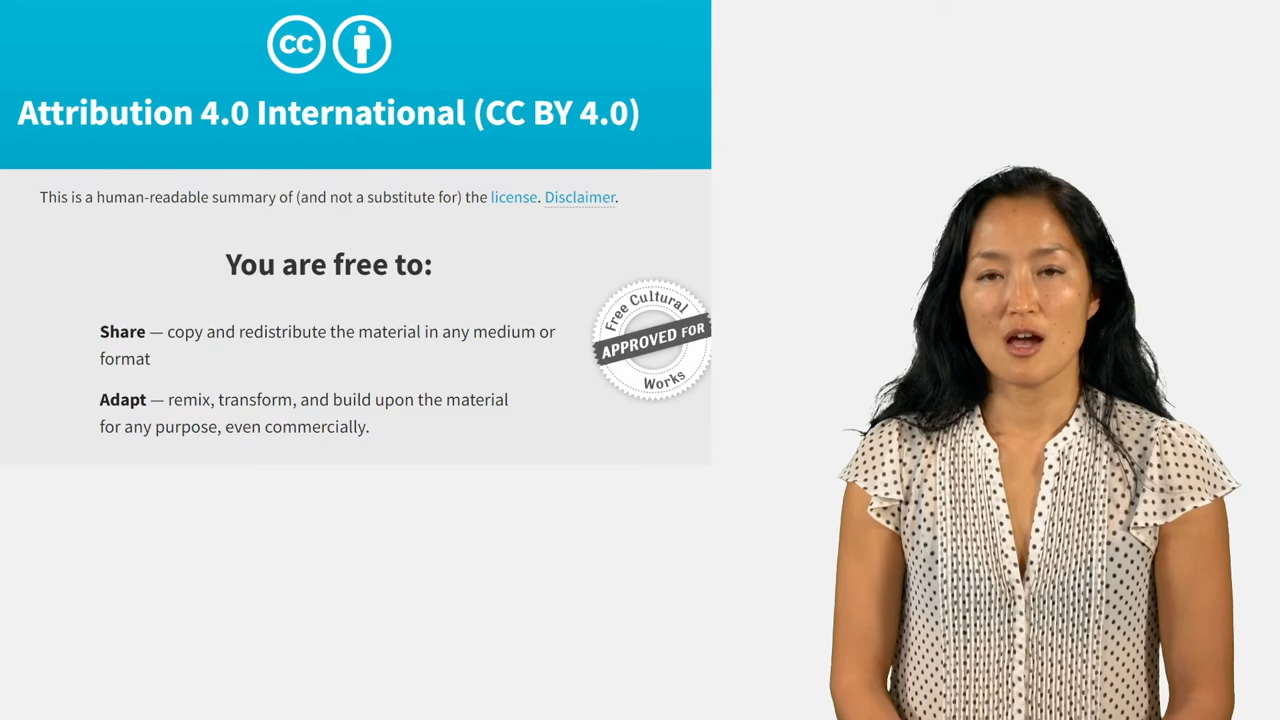 cc
Attribution 4.0 International (CC BY 4.0)
This is a human-readable summary of (and not a substitute for) the license. Disclaimer.
You are free to:
Share — copy and redistribute the material in any medium or
format
Adapt — remix, transform, and build upon the material
for any purpose, even commercially.
Free Cultural
APPROVED FOR
Works